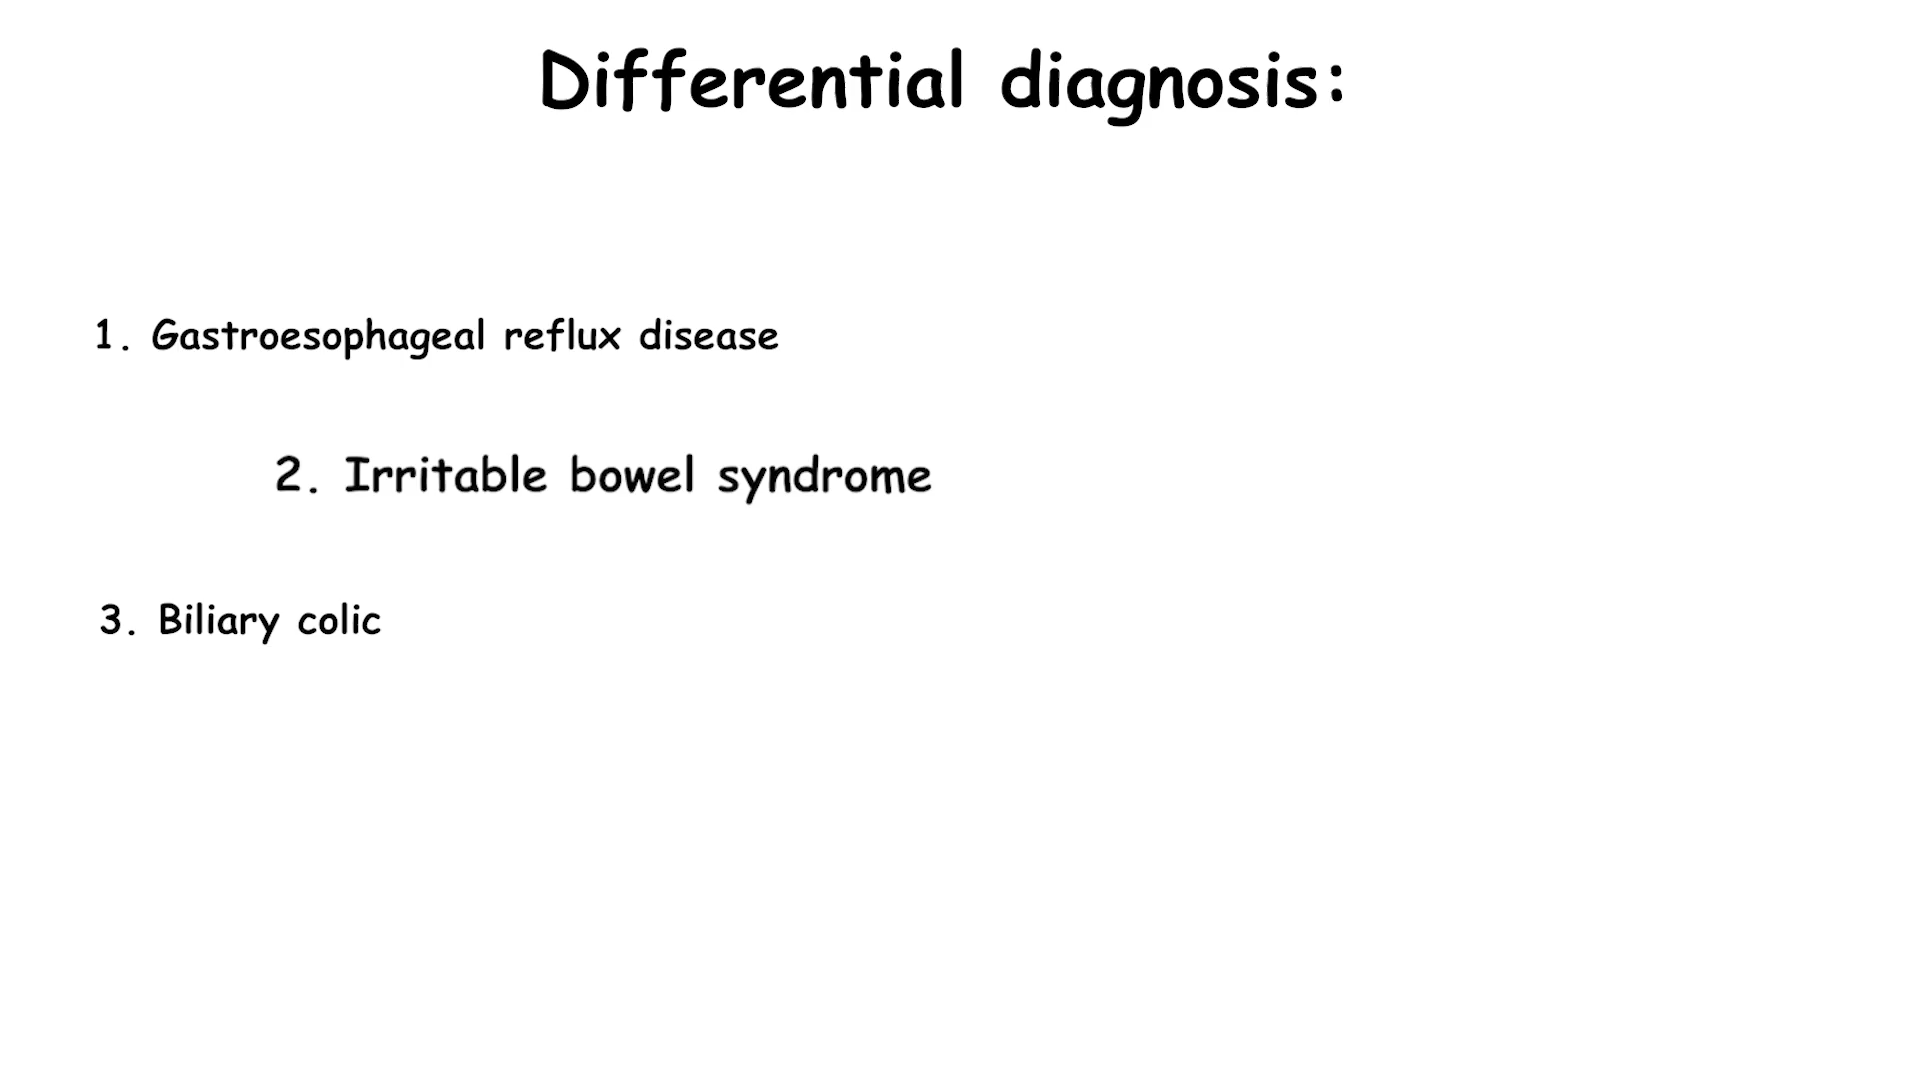 Differential diagnosis:
1. Gastroesophageal reflux disease
2. Irritable bowel syndrome
3. Biliary colic